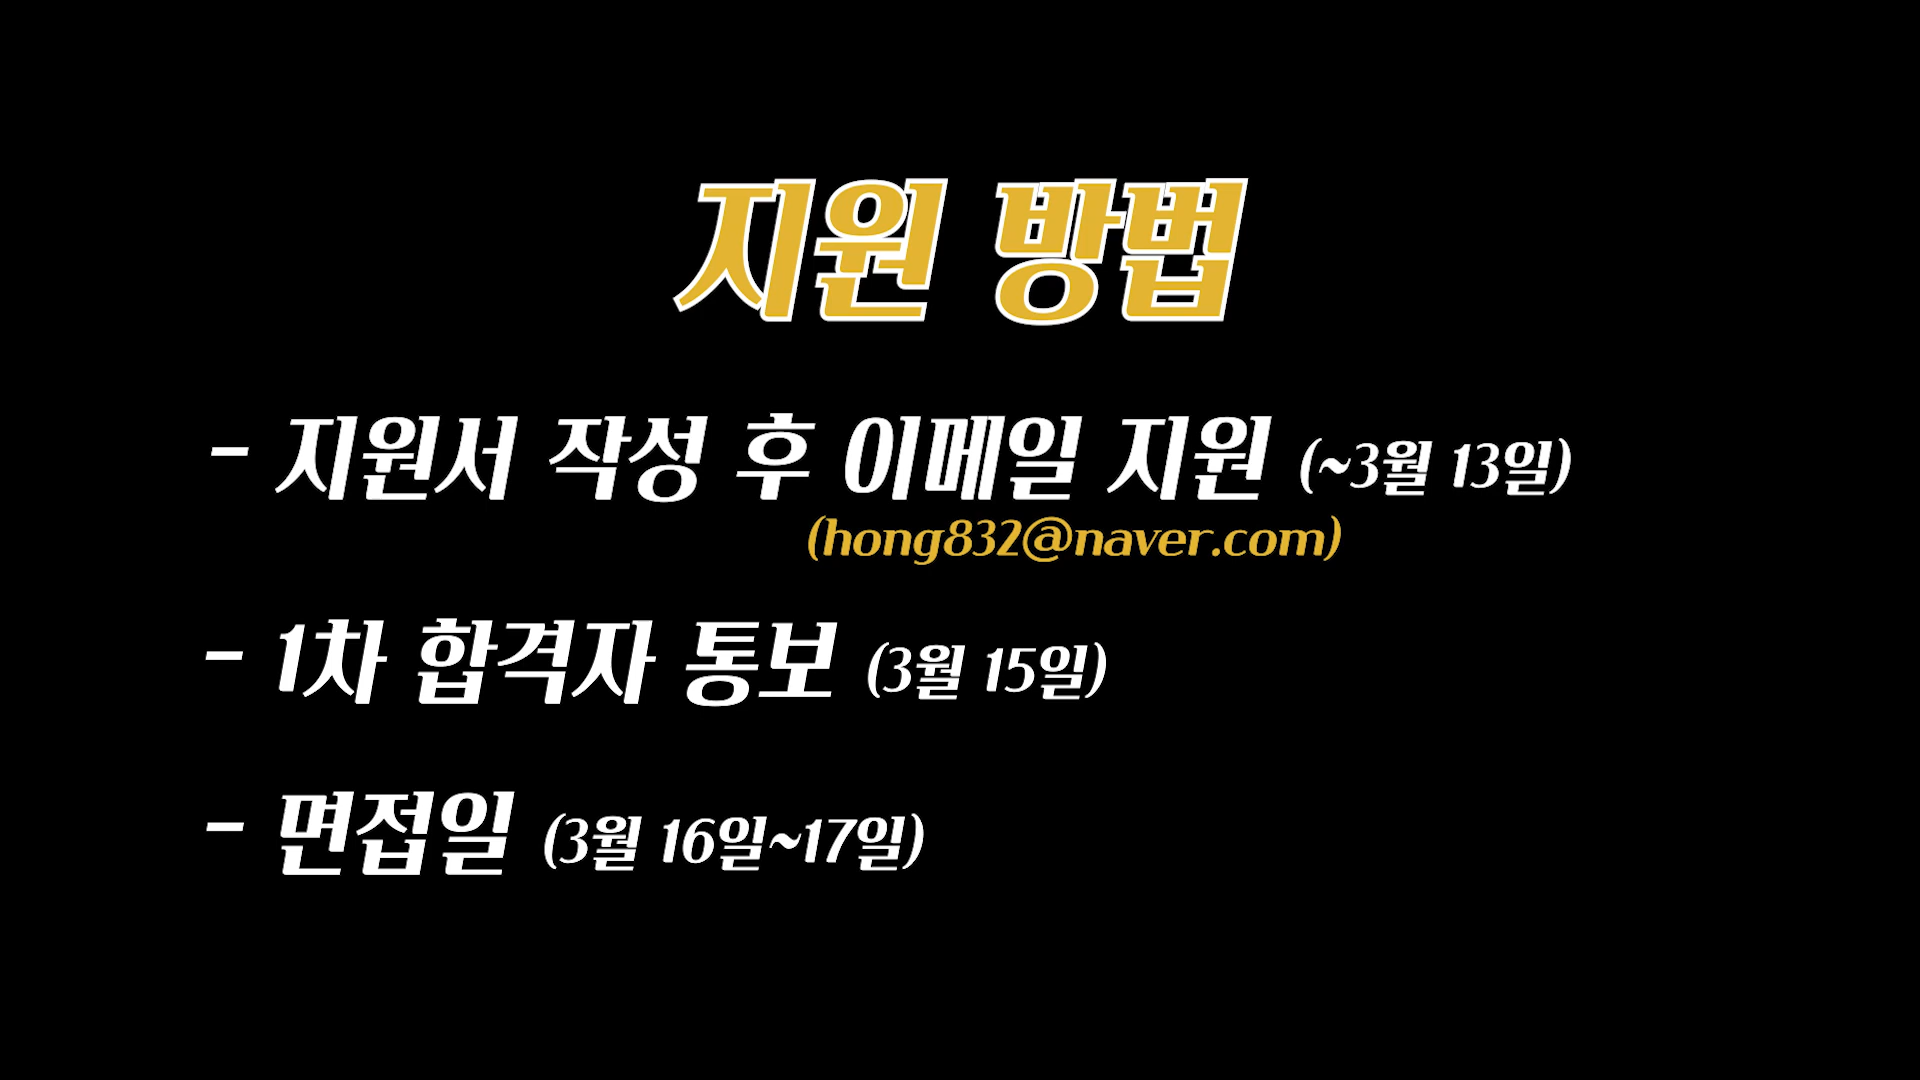 지원 방법
- 지원서 작성 후 이메일 지원 (~3월 13일)
(hong832@naver.com)
- 1차 합격자 통보 (3월 15일)
- 면접일 (3월 16일~17일)